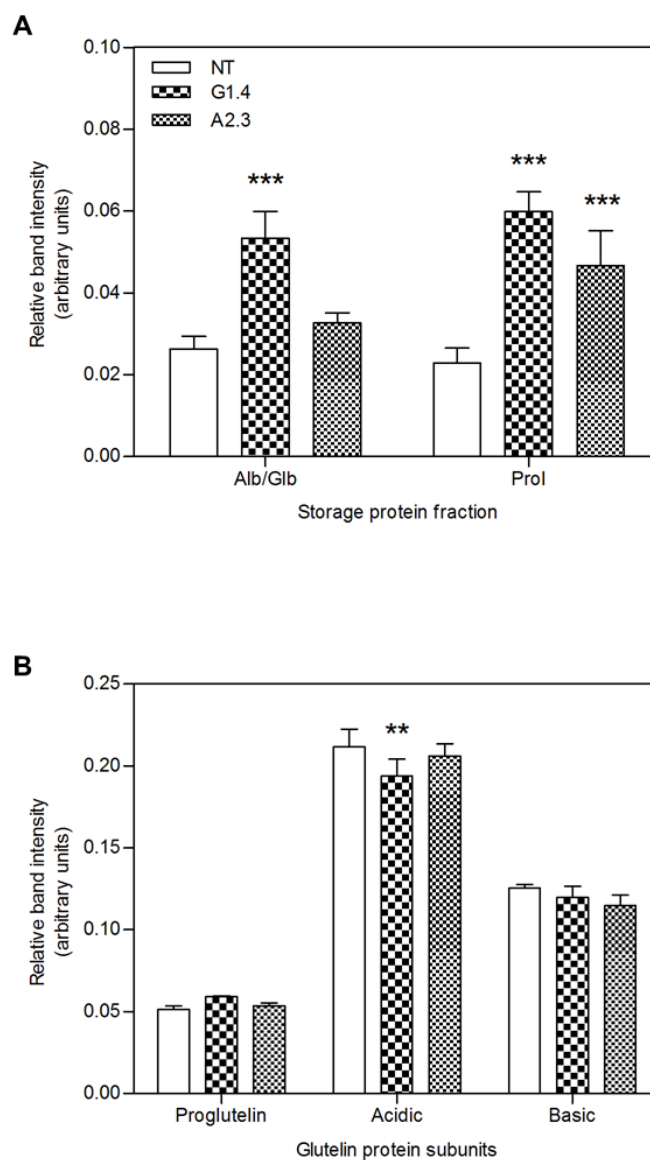 A
0.10
0.08
0.06
0.04
0.02
0.00
Relative band intensity
(arbitrary units)
NT
G1.4
A2.3
***
***
***
Alb/Glb
Prol
Storage protein fraction
B
0.25
0.20
0.15
0.10
0.05
0.00
Relative band intensity
(arbitrary units)
**
Proglutelin
Acidic
Basic
Glutelin protein subunits